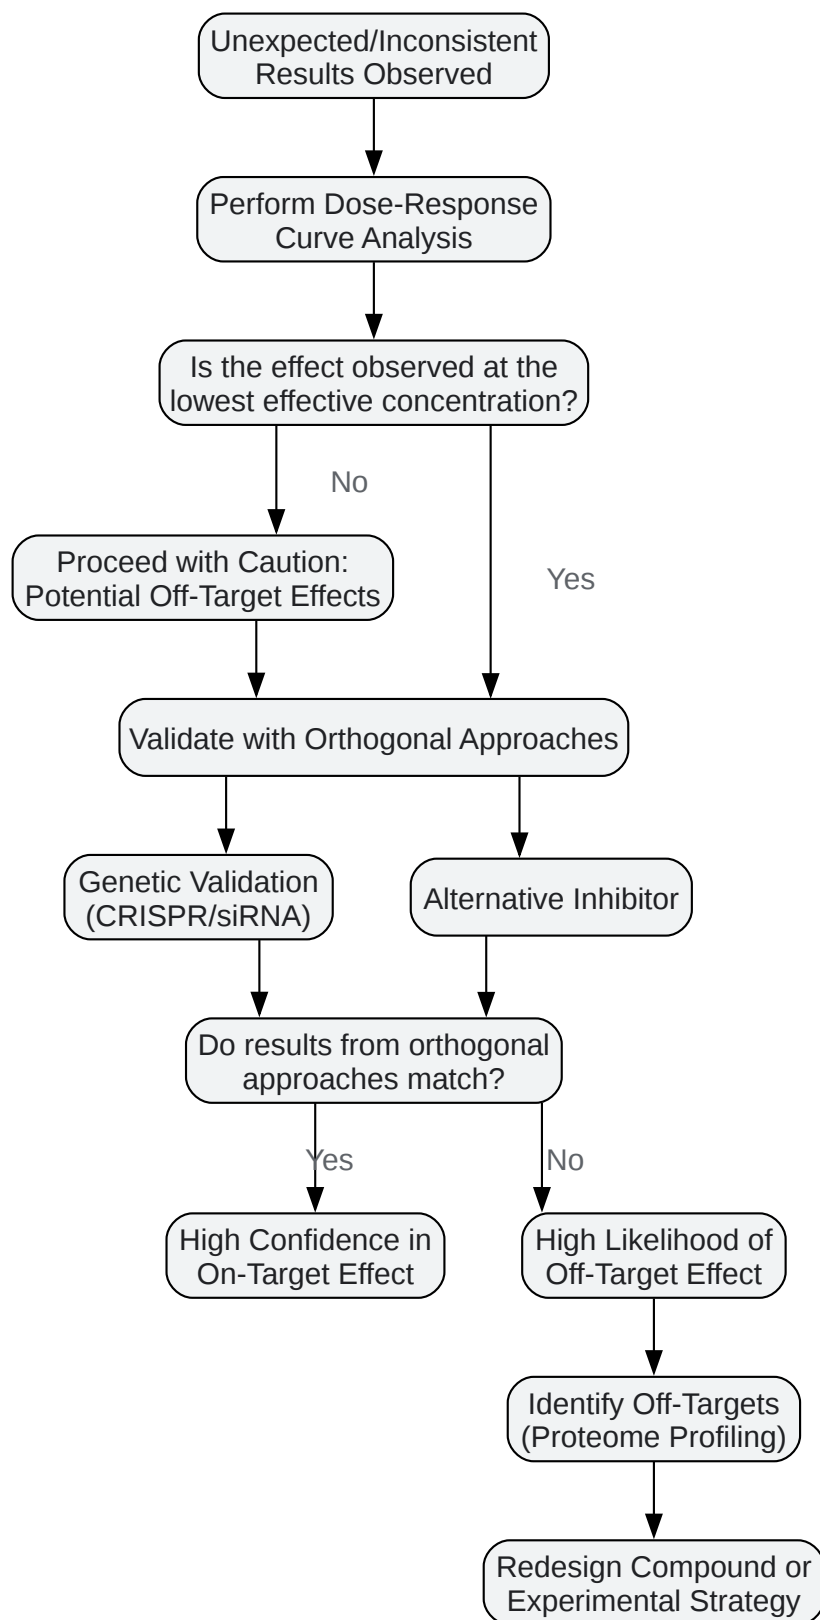 Unexpected/Inconsistent
Results Observed
Perform Dose-Response
Curve Analysis
Is the effect observed at the
lowest effective concentration?
No
Proceed with Caution:
Potential Off-Target Effects
Yes
Validate with Orthogonal Approaches
Genetic Validation
(CRISPR/siRNA)
Alternative Inhibitor
Do results from orthogonal
approaches match?
Yes
No
High Confidence in
On-Target Effect
High Likelihood of
Off-Target Effect
Identify Off-Targets
(Proteome Profiling)
Redesign Compound or
Experimental Strategy